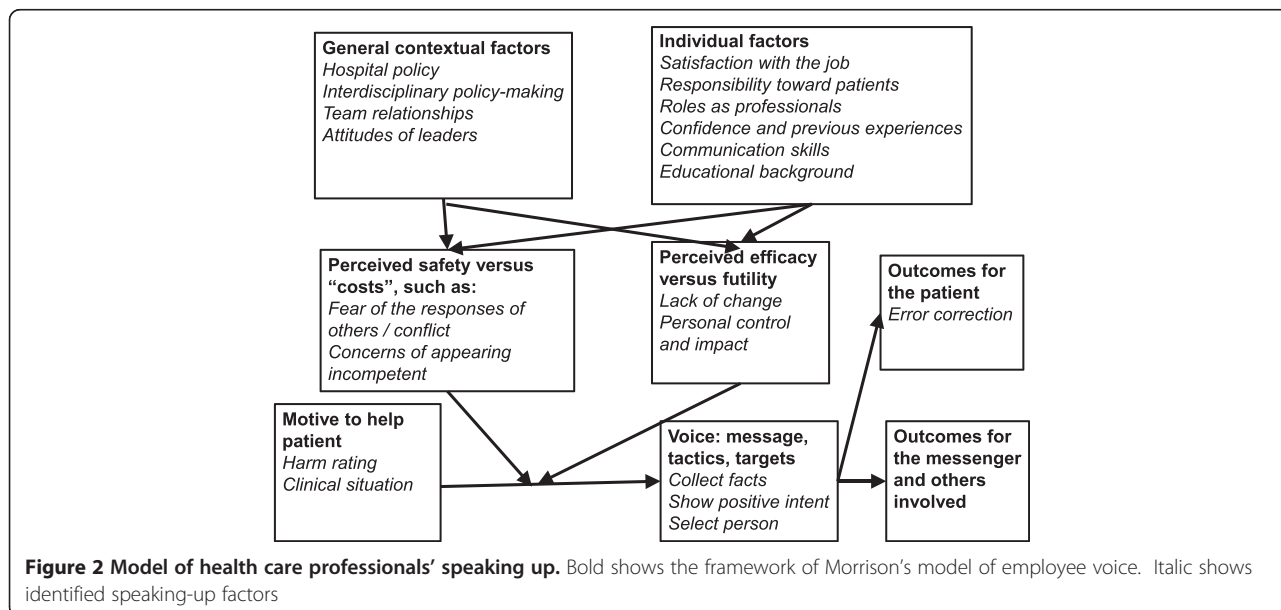 General contextual factors
Hospital policy
Interdisciplinary policy-making
Team relationships
Attitudes of leaders
Individual factors
Satisfaction with the job
Responsibility toward patients
Roles as professionals
Confidence and previous experiences
Communication skills
Educational background
Perceived safety versus
“costs”, such as:
Fear of the responses of
others / conflict
Concerns of appearing
incompetent
Perceived efficacy
versus futility
Lack of change
Personal control
and impact
Outcomes for
the patient
Error correction
Motive to help
patient
Harm rating
Clinical situation
Voice: message,
tactics, targets
Collect facts
Show positive intent
Select person
Outcomes for
the messenger
and others
involved
Figure 2 Model of health care professionals’ speaking up. Bold shows the framework of Morrison’s model of employee voice. Italic shows
identified speaking-up factors